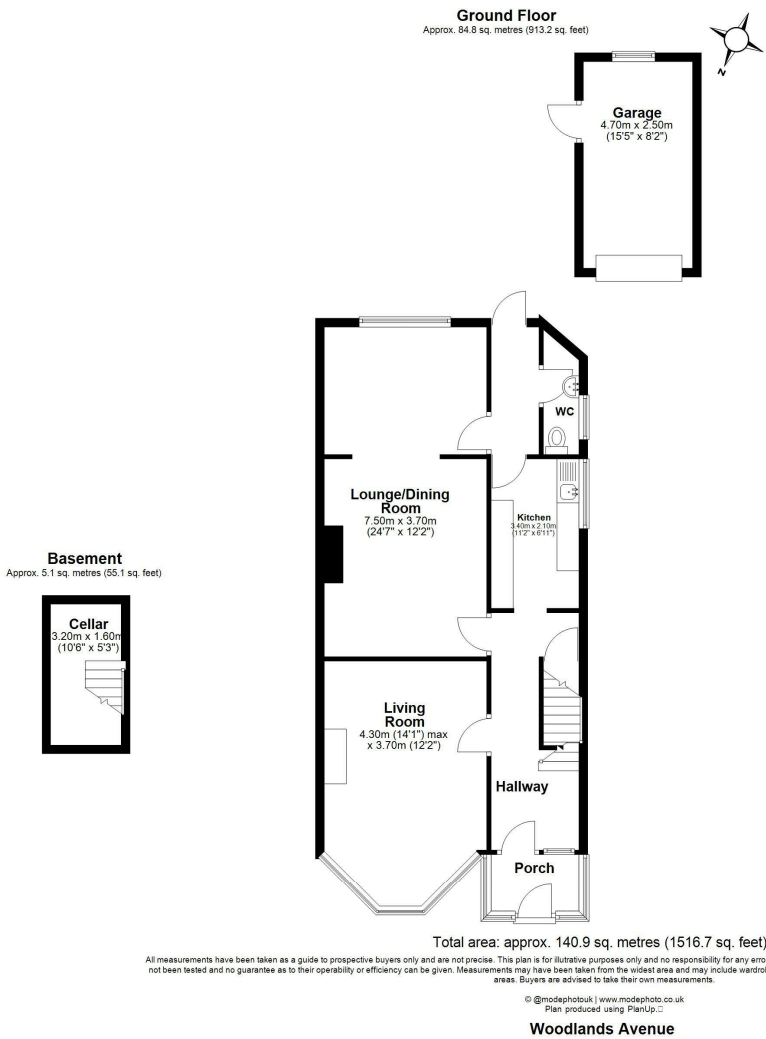 Ground Floor
Approx. 84.8 sq. metres (913.2 sq. feet)
N
Garage
4.70m x 2.50m
(15'5" x 8'2")
WC
Lounge/Dining
Room
7.50m x 3.70m
(24'7" x 12'2")
Kitchen
3.40m x 2.10m
(11'2" x 6'11")
Basement
Approx. 5.1 sq. metres (55.1 sq. feet)
Cellar
3.20m x 1.60m
(10'6" x 5'3")
Living
Room
4.30m (14'1") max
x 3.70m (12'2")
Hallway
Porch
Total area: approx. 140.9 sq. metres (1516.7 sq. feet)
All measurements have been taken as a guide to prospective buyers only and are not precise. This plan is for illutrative purposes only and no responsibility for any erro
not been tested and no guarantee as to their operability or efficiency can be given. Measurements may have been taken from the widest area and may include wardrol
areas. Buyers are advised to take their own measurements.
© @modephotouk | www.modephoto.co.uk
Plan produced using PlanUp.
Woodlands Avenue